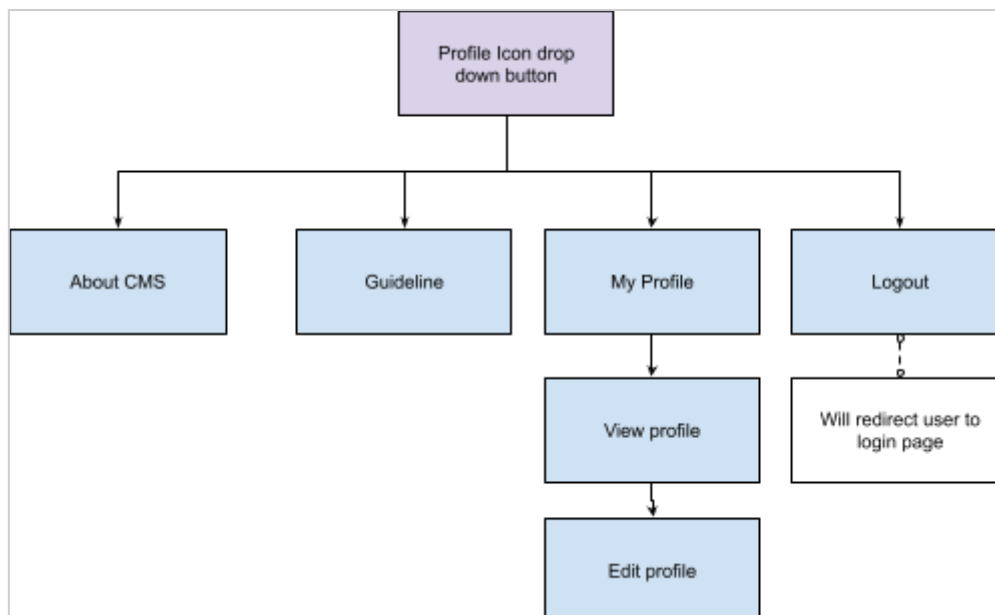 Profile Icon drop
down button
About CMS
Guideline
My Profile
Logout
View profile
Will redirect user to
login page
Edit profile